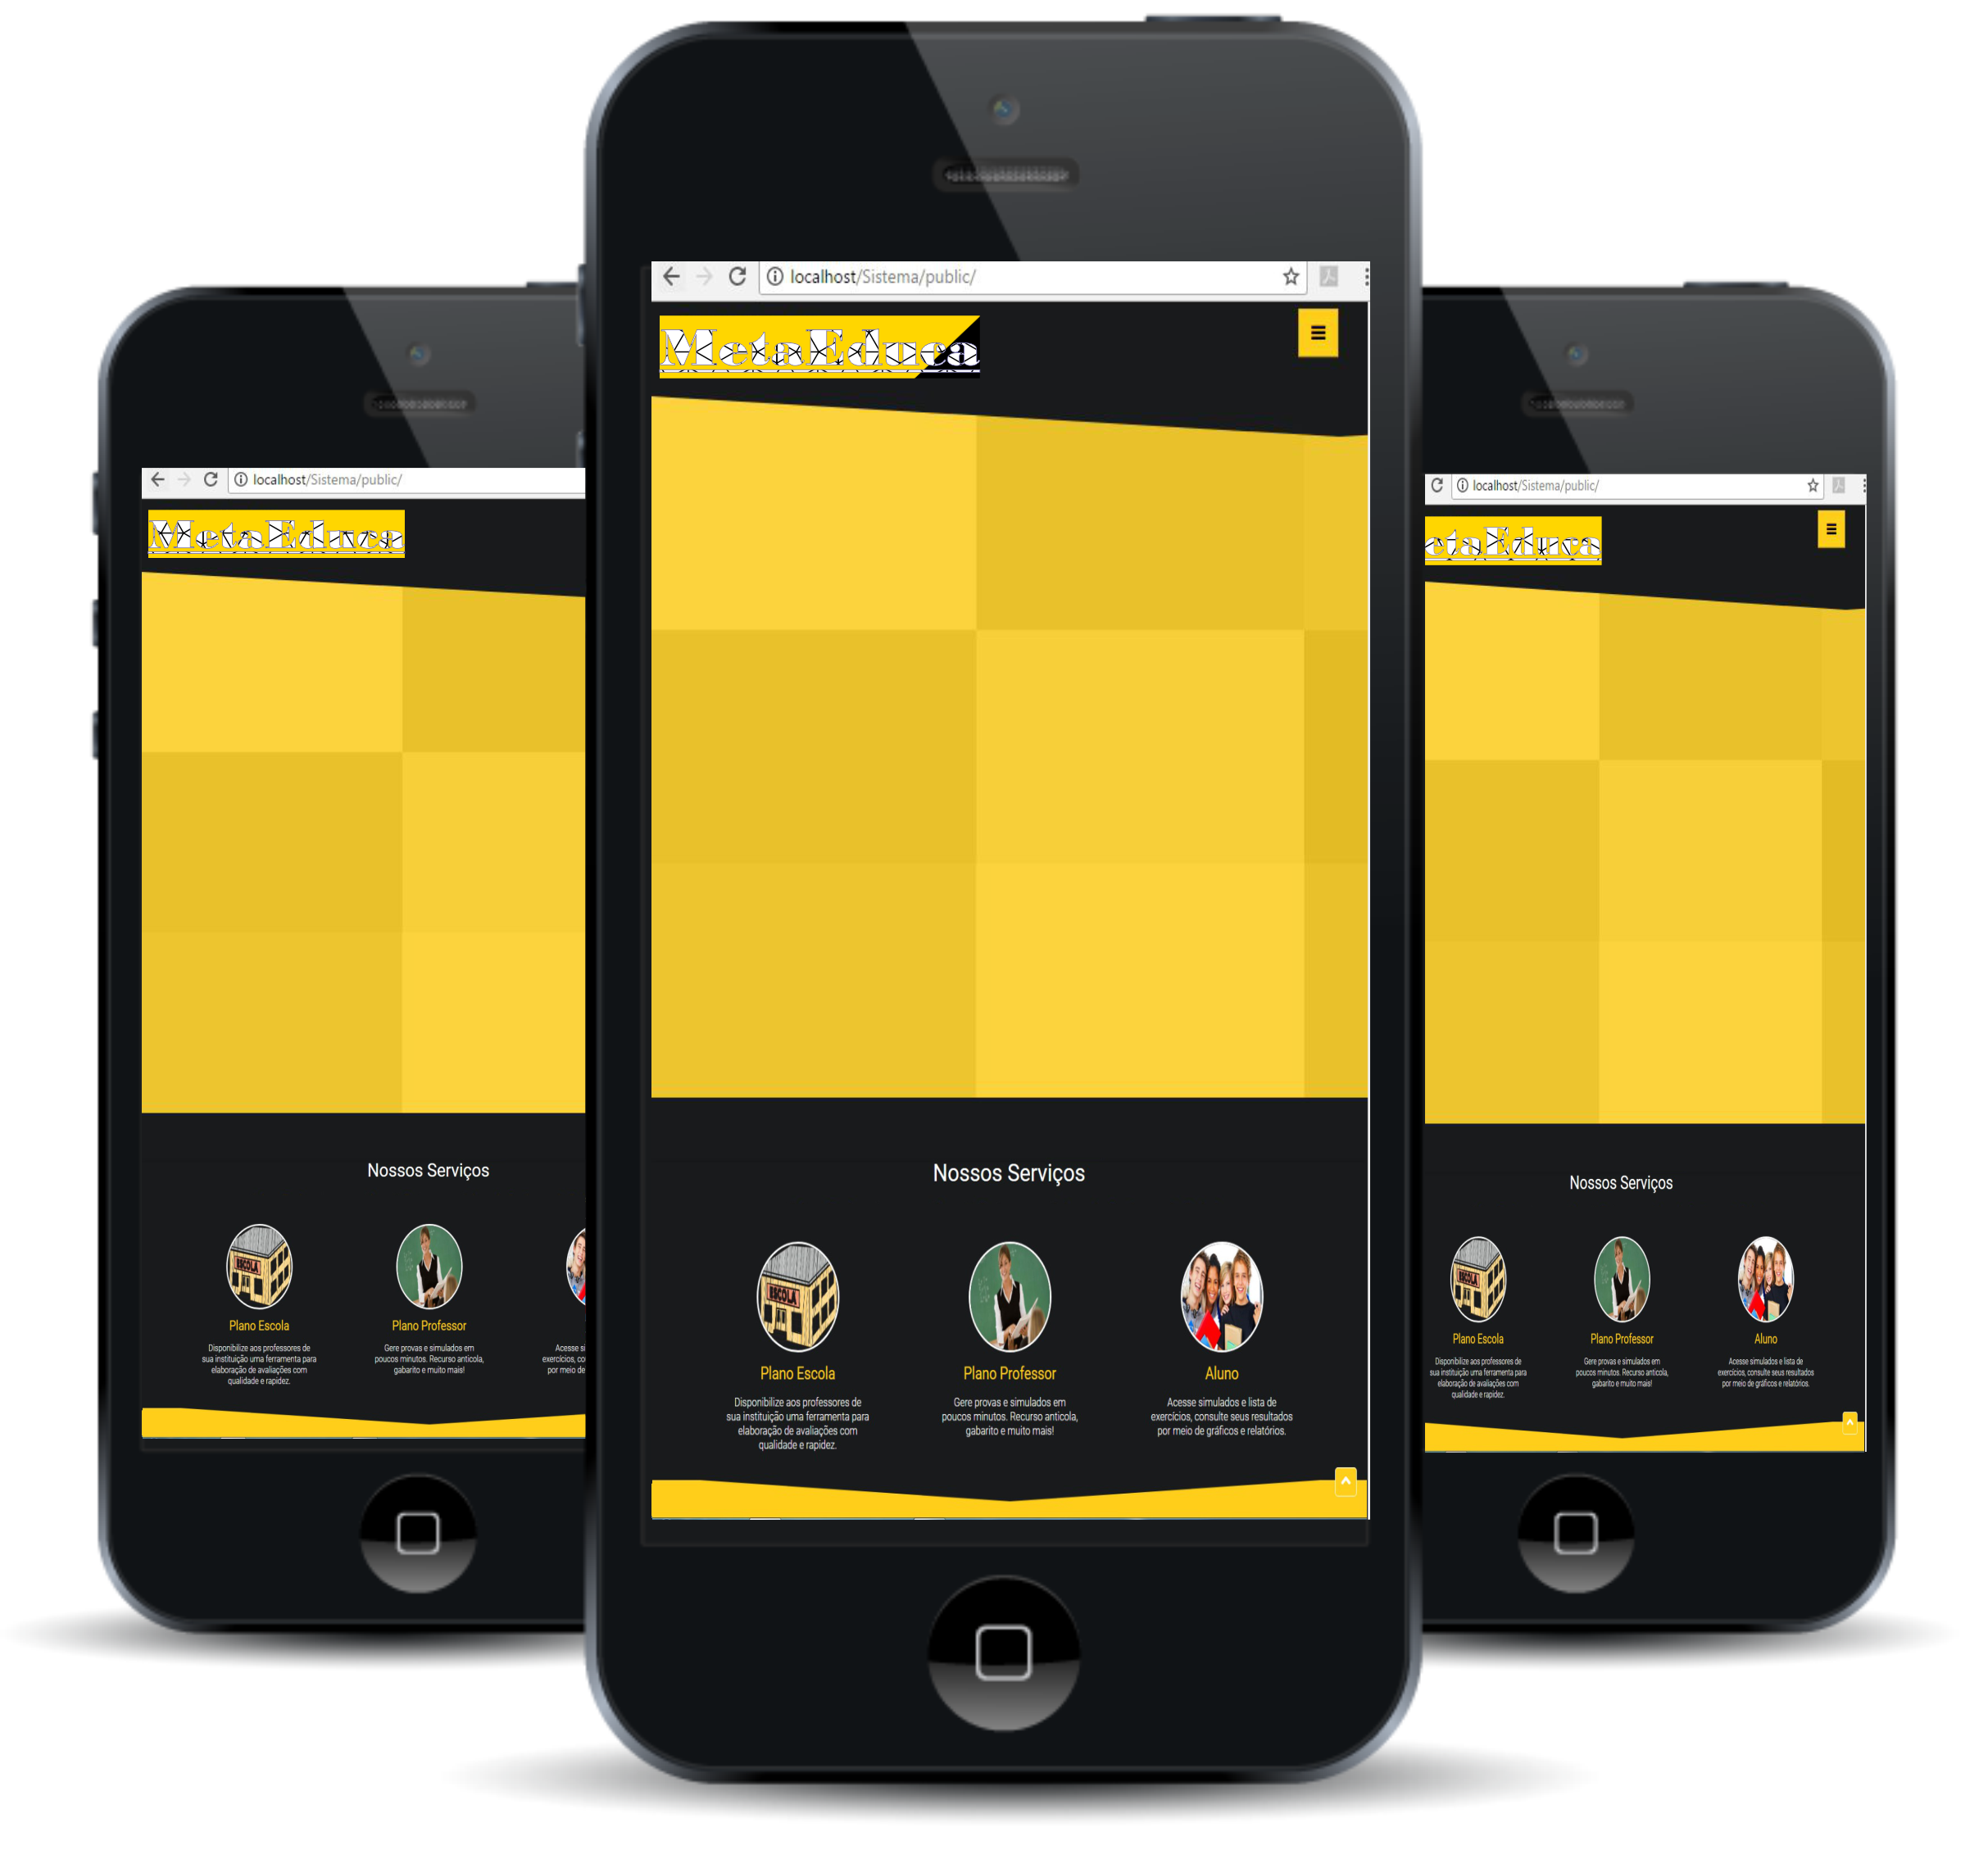 localhost/Sistema/public/
MetaEduca
Nossos Serviços
ESCOLA
Plano Escola
Disponibilize aos professores de
sua instituição uma ferramenta para
elaboração de avaliações com
qualidade e rapidez.
Plano Professor
Gere provas e simulados em
poucos minutos. Recurso anticola,
gabarito e muito mais!
localhost/Sistema/public/
MetaEduca
Nossos Serviços
ESCOLA
Plano Escola
Disponibilize aos professores de
sua instituição uma ferramenta para
elaboração de avaliações com
qualidade e rapidez.
Plano Professor
Gere provas e simulados em
poucos minutos. Recurso anticola,
gabarito e muito mais!
Aluno
Acesse simulados e lista de
exercícios, consulte seus resultados
por meio de gráficos e relatórios.
localhost/Sistema/public/
etaEduca
Nossos Serviços
ESCOLA
Plano Escola
Disponibilize aos professores de
sua instituição uma ferramenta para
elaboração de avaliações com
qualidade e rapidez.
Plano Professor
Gere provas e simulados em
poucos minutos. Recurso anticola,
gabarito e muito mais!
Aluno
Acesse simulados e lista de
exercícios, consulte seus resultados
por meio de gráficos e relatórios.